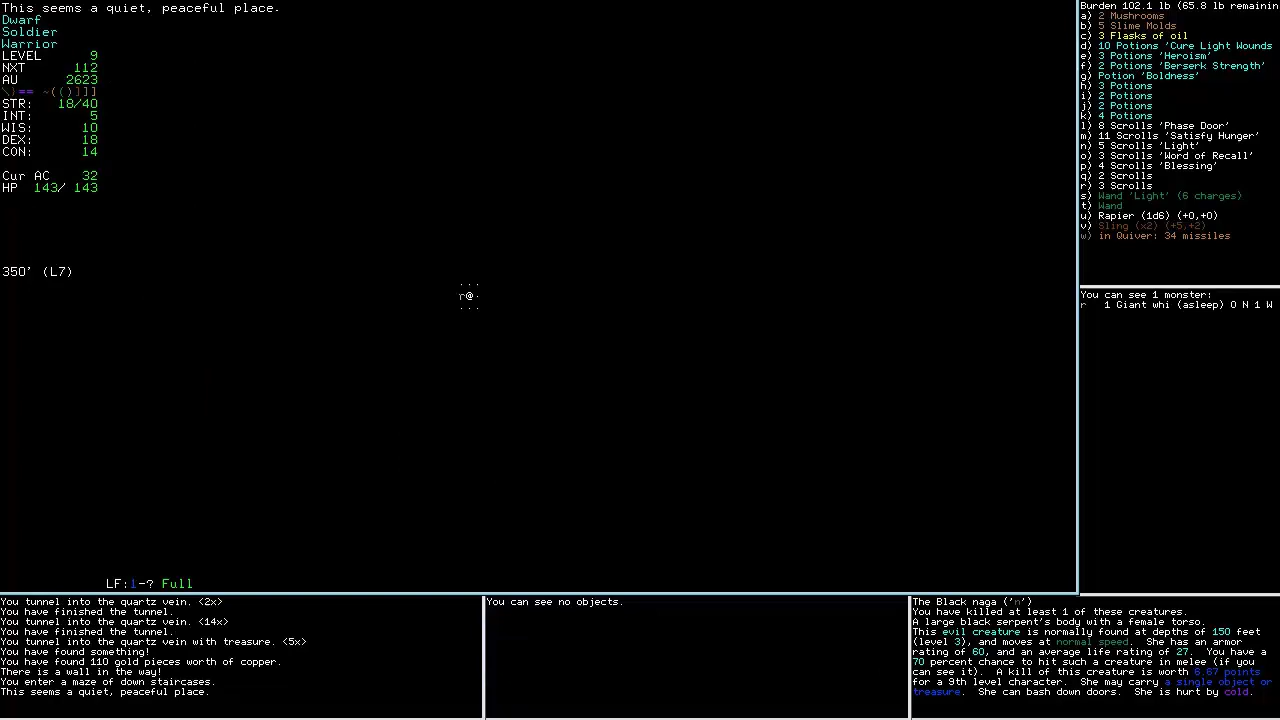 This seems a quiet, peaceful place.
Dwarf
Soldier
Warrior
LEVEL 9
NXT 112
AU 2623
\}== ~(()]]]
STR: 18/40
INT: 5
WIS: 10
DEX: 18
CON: 14
Cur AC 32
HP 143/ 143
350' (L7)
...
r@.
...
LF:1-? Full
Burden 102.1 lb (65.8 lb remainin
a) 2 Mushrooms
b) 5 Slime Molds
c) 3 Flasks of oil
d) 10 Potions 'Cure Light Wounds
e) 3 Potions 'Heroism'
f) 2 Potions 'Berserk Strength'
g) Potion 'Boldness'
h) 3 Potions
i) 2 Potions
j) 2 Potions
k) 4 Potions
l) 8 Scrolls 'Phase Door'
m) 11 Scrolls 'Satisfy Hunger'
n) 5 Scrolls 'Light'
o) 3 Scrolls 'Word of Recall'
p) 4 Scrolls 'Blessing'
q) 2 Scrolls
r) 3 Scrolls
s) Wand 'Light' (6 charges)
t) Wand
u) Rapier (1d6) (+0,+0)
v) Sling (x2) (+5,+2)
w) in Quiver: 34 missiles
You can see 1 monster:
r 1 Giant whi (asleep) 0 N 1 W
You tunnel into the quartz vein. <2x>
You have finished the tunnel.
You tunnel into the quartz vein. <14x>
You have finished the tunnel.
You tunnel into the quartz vein with treasure. <5x>
You have found something!
You have found 110 gold pieces worth of copper.
There is a wall in the way!
You enter a maze of down staircases.
This seems a quiet, peaceful place.
You can see no objects.
The Black naga ('n')
You have killed at least 1 of these creatures.
A large black serpent's body with a female torso.
This evil creature is normally found at depths of 150 feet
(level 3), and moves at normal speed. She has an armor
rating of 60, and an average life rating of 27. You have a
70 percent chance to hit such a creature in melee (if you
can see it). A kill of this creature is worth 6.67 points
for a 9th level character. She may carry a single object or
treasure. She can bash down doors. She is hurt by cold.